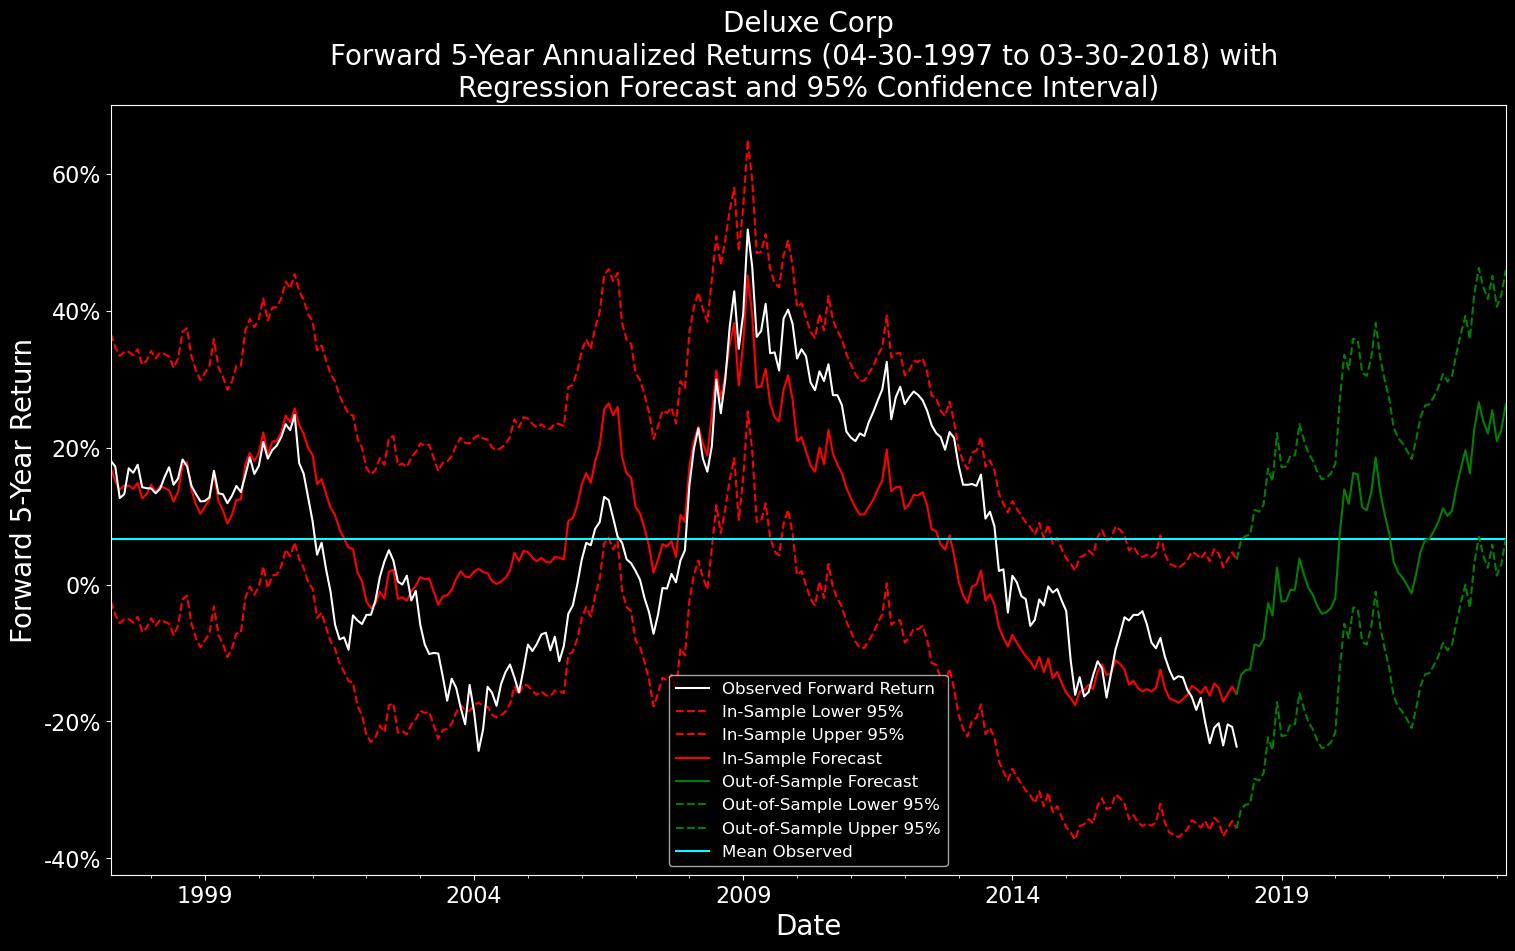 Deluxe Corp
Forward 5-Year Annualized Returns (04-30-1997 to 03-30-2018) with
Regression Forecast and 95% Confidence Interval)
60%
40%
20%
0%
-20%
-40%
Forward 5-Year Return
Observed Forward Return
In-Sample Lower 95%
In-Sample Upper 95%
In-Sample Forecast
Out-of-Sample Forecast
Out-of-Sample Lower 95%
Out-of-Sample Upper 95%
Mean Observed
1999 2004 2009 2014 2019
Date